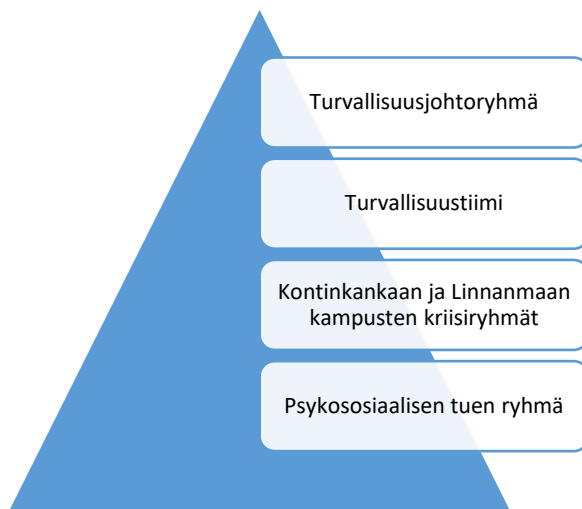 Turvallisuusjohtoryhmä
Turvallisuustiimi
Kontinkankaan ja Linnanmaan
kampusten kriisiryhmät
Psykososiaalisen tuen ryhmä